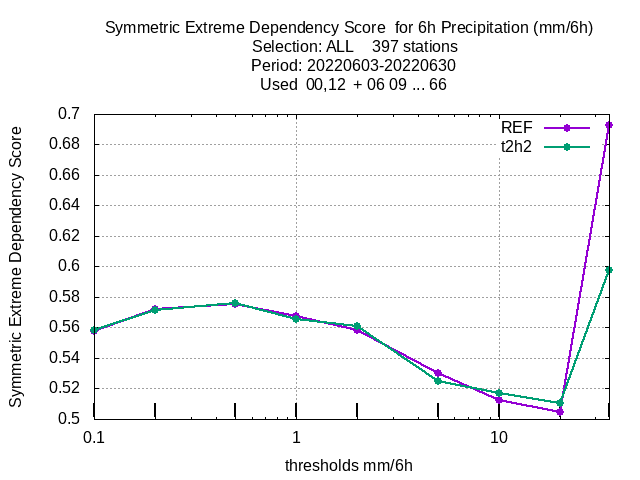 Symmetric Extreme Dependency Score  for 6h Precipitation (mm/6h)
Selection: ALL    397 stations
Period: 20220603-20220630
Used  00,12  + 06 09 ... 66
0.7
REF
t2h2
0.68
0.66
0.64
0.62
0.6
0.58
0.56
0.54
0.52
0.5
Symmetric Extreme Dependency Score
0.1
1
10
thresholds mm/6h